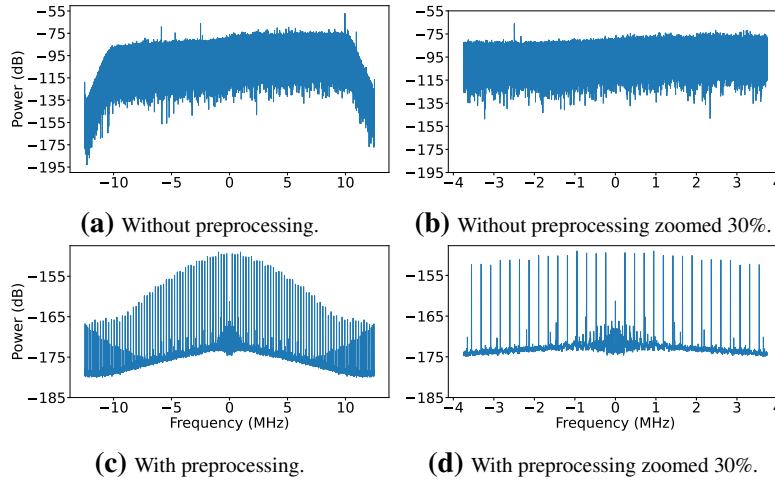 −55
−75
−95
−115
−135
−155
−175
−195
Power (dB)
−10 −5 0 5 10
(a) Without preprocessing.
−55
−75
−95
−115
−135
−155
−175
−195
−4 −3 −2 −1 0 1 2 3 4
(b) Without preprocessing zoomed 30%.
−155
−165
−175
−185
Power (dB)
−10 −5 0 5 10
Frequency (MHz)
(c) With preprocessing.
−155
−165
−175
−185
−4 −3 −2 −1 0 1 2 3 4
Frequency (MHz)
(d) With preprocessing zoomed 30%.